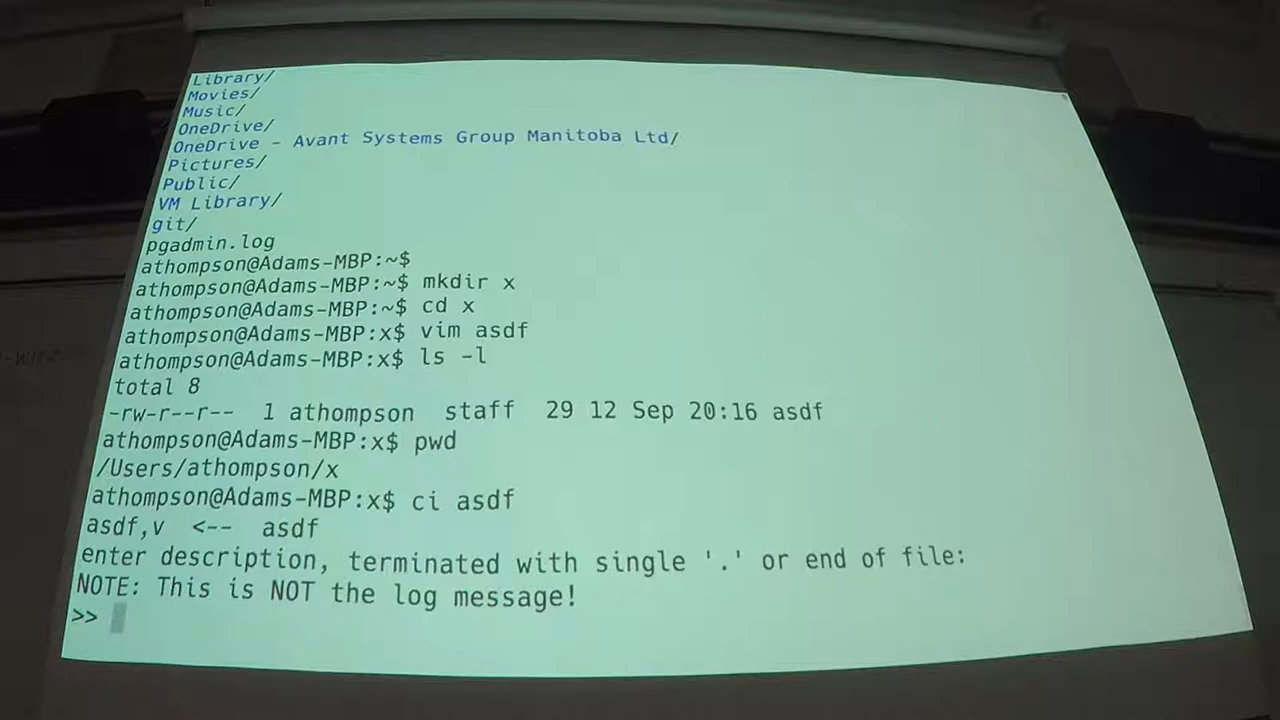 Library/
Movies/
Music/
OneDrive/
OneDrive - Avant Systems Group Manitoba Ltd/
Pictures/
Public/
VM Library/
git/
pgadmin.log
athompson@Adams-MBP:~$
athompson@Adams-MBP:~$ mkdir x
athompson@Adams-MBP:~$ cd x
athompson@Adams-MBP:x$ vim asdf
athompson@Adams-MBP:x$ ls -l
total 8
-rw-r--r--  1 athompson  staff  29 12 Sep 20:16 asdf
athompson@Adams-MBP:x$ pwd
/Users/athompson/x
athompson@Adams-MBP:x$ ci asdf
asdf,v  <--  asdf
enter description, terminated with single '.' or end of file:
NOTE: This is NOT the log message!
>>